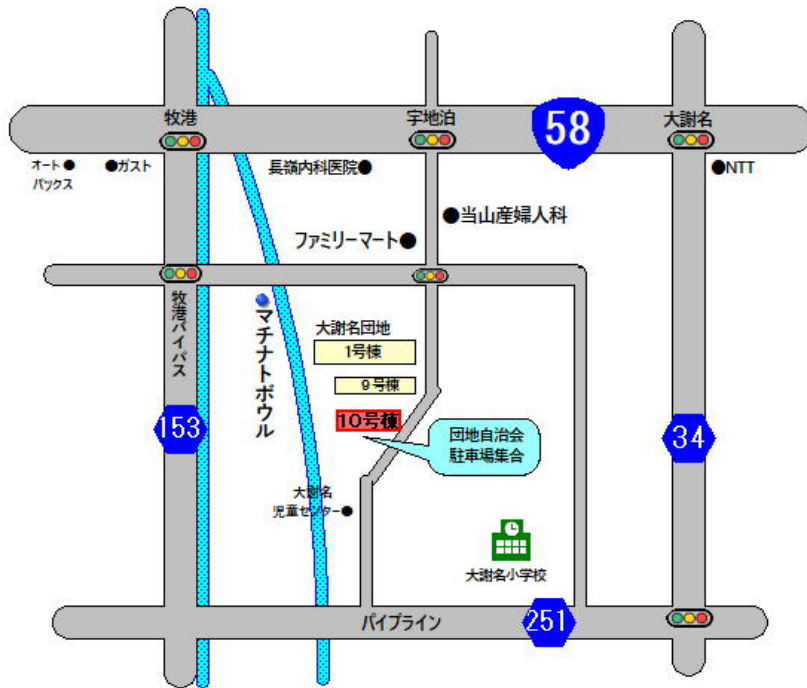 牧港
宇地泊
58
大謝名
オート
バックス
ガスト
長嶺内科医院
NTT
当山産婦人科
ファミリーマート
牧港バイパス
マチナトボウル
大謝名団地
1号棟
9号棟
10号棟
団地自治会
駐車場集合
153
34
大謝名
児童センター
大謝名小学校
パイプライン
251